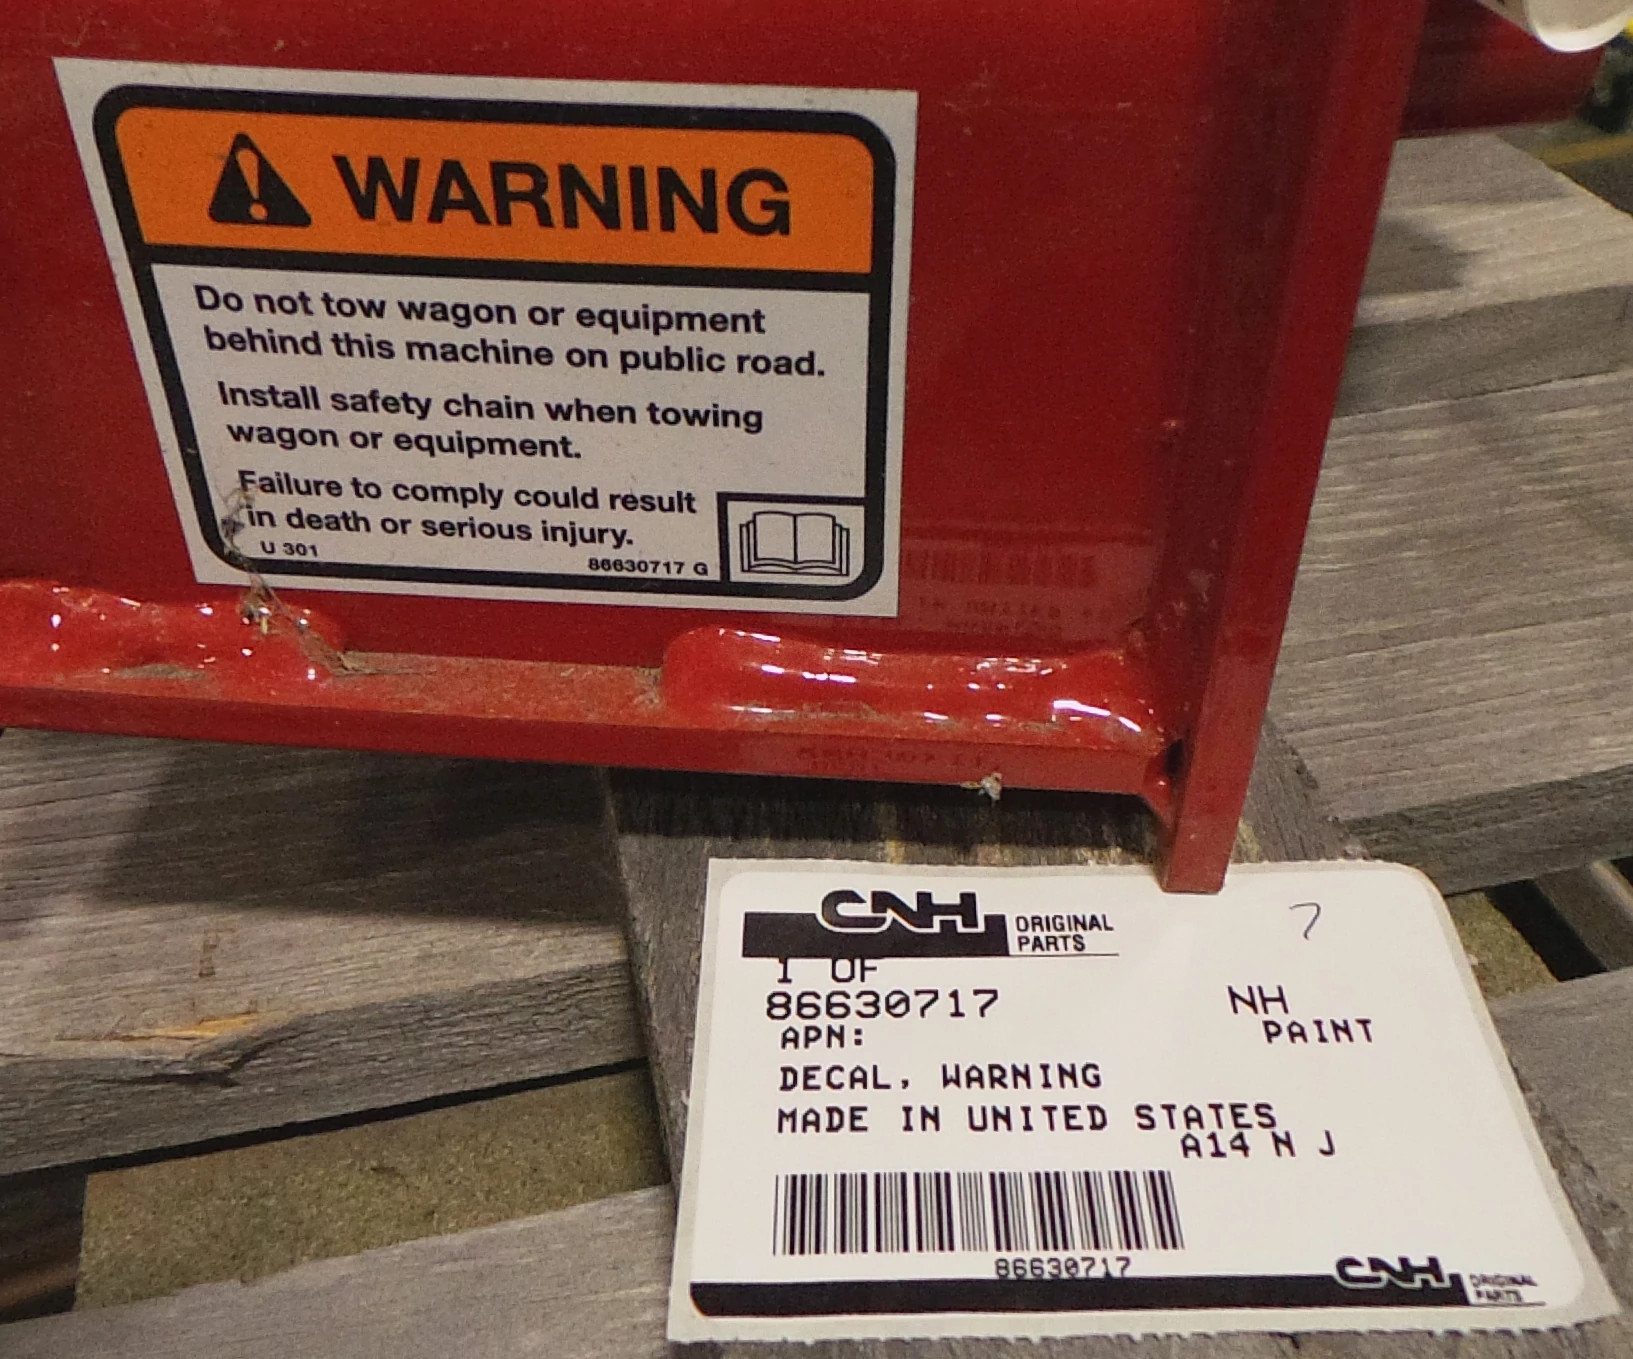 WARNING
Do not tow wagon or equipment
behind this machine on public road.
Install safety chain when towing
wagon or equipment.
Failure to comply could result
in death or serious injury.
U 301
86630717 G
CNH ORIGINAL
PARTS
7
1 OF
86630717 NH
APN: PAINT
DECAL, WARNING
MADE IN UNITED STATES
A14 N J
86630717
CNH ORIGINAL
PARTS